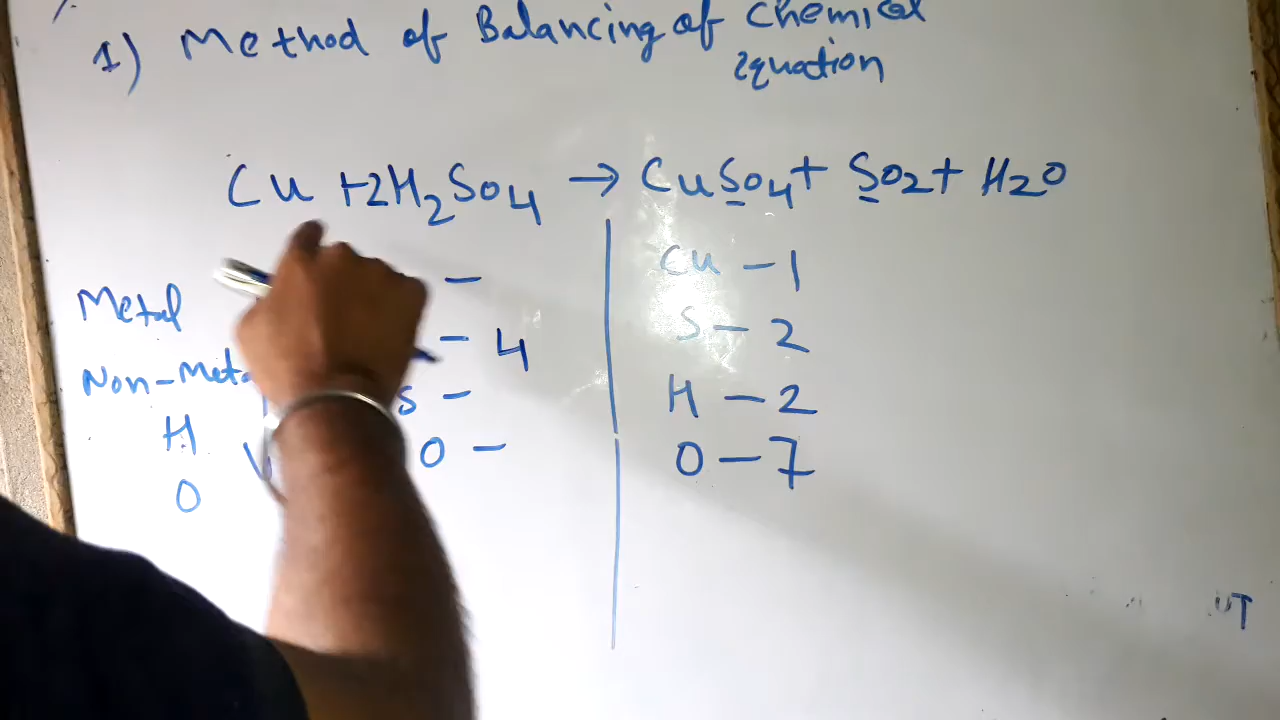 1) Method of Balancing of Chemical
equation
Cu + 2H₂SO₄ → CuSO₄ + SO₂ + H₂O
Cu – 1
Metal –
S – 2
– 4
Non-Meta
S –
H – 2
H
O –
O – 7
O